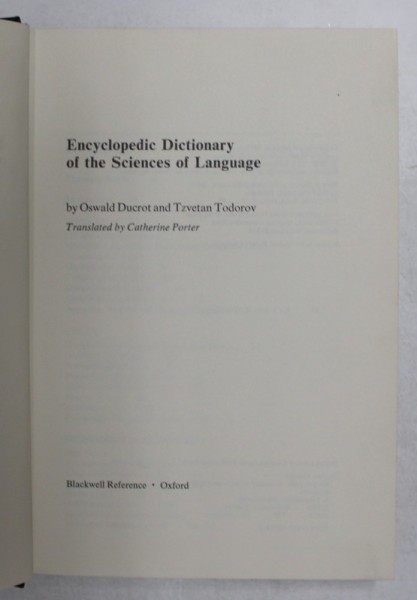 Encyclopedic Dictionary
of the Sciences of Language
by Oswald Ducrot and Tzvetan Todorov
Translated by Catherine Porter
Blackwell Reference · Oxford